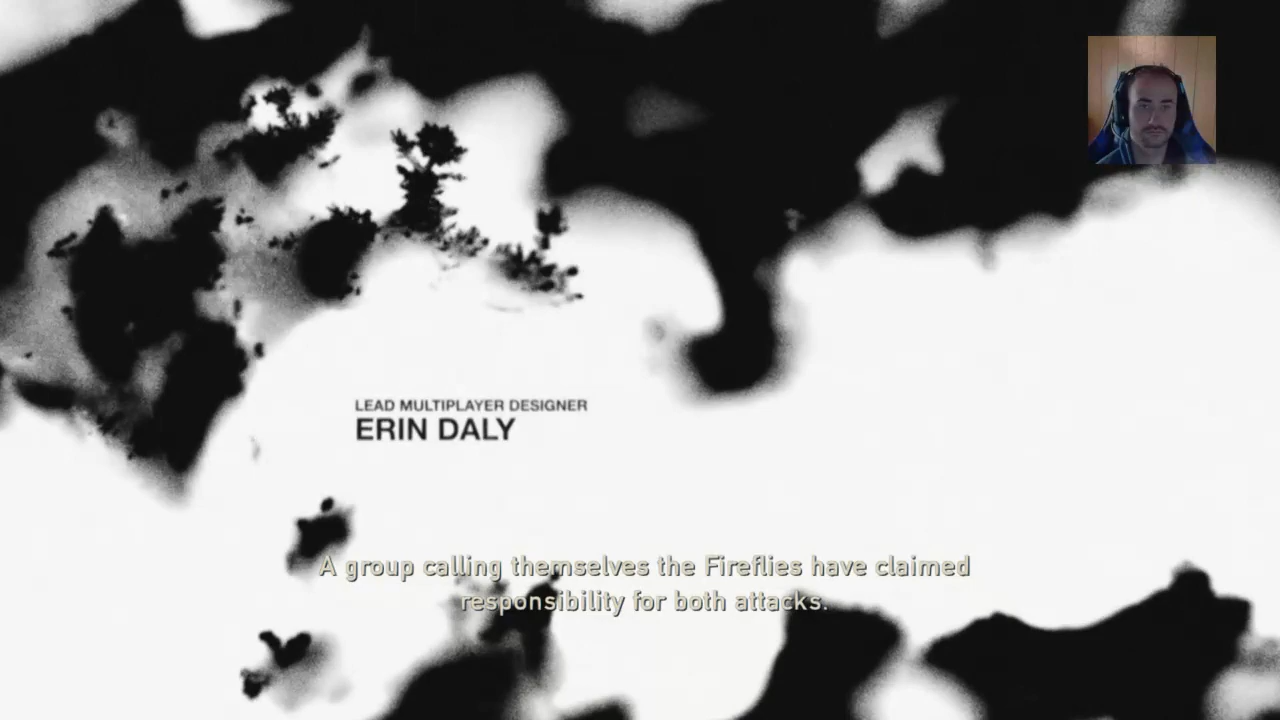 LEAD MULTIPLAYER DESIGNER
ERIN DALY
A group calling themselves the Fireflies have claimed
responsibility for both attacks.